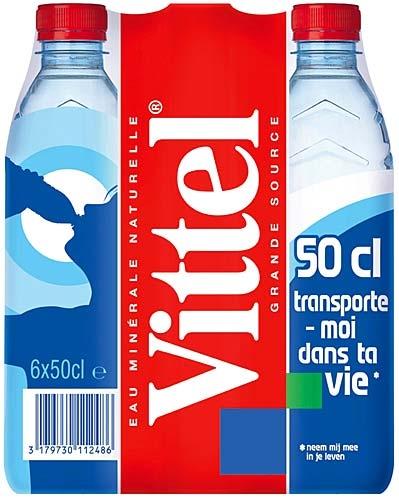 EAU MINÉRALE NATURELLE
Vittel®
GRANDE SOURCE
50 cl
transporte
- moi
dans ta
vie*
*neem mij mee
in je leven
6x50cl e
3 179730 112486